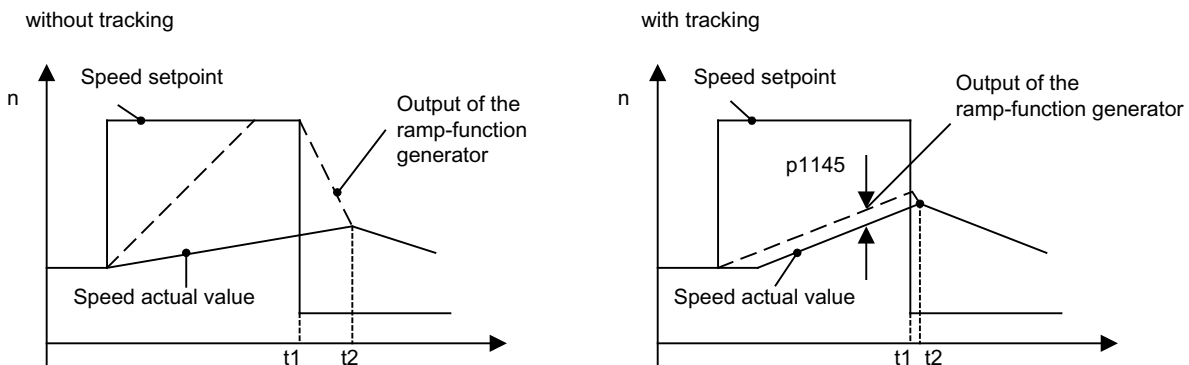 without tracking
n
Speed setpoint
Output of the
ramp-function
generator
Speed actual value
t1
t2
with tracking
n
Speed setpoint
Output of the
ramp-function generator
p1145
Speed actual value
t1
t2